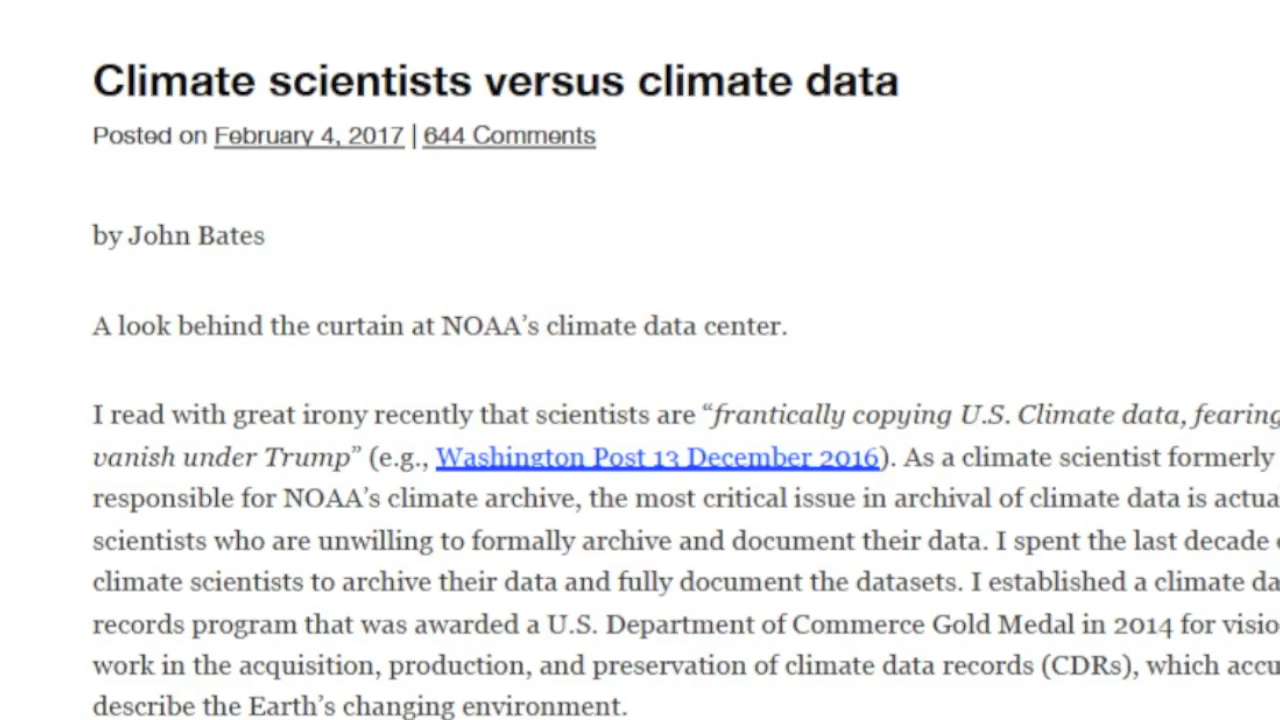 Climate scientists versus climate data
Posted on February 4, 2017 | 644 Comments
by John Bates
A look behind the curtain at NOAA’s climate data center.
I read with great irony recently that scientists are “frantically copying U.S. Climate data, fearing
vanish under Trump” (e.g., Washington Post 13 December 2016). As a climate scientist formerly
responsible for NOAA’s climate archive, the most critical issue in archival of climate data is actua
scientists who are unwilling to formally archive and document their data. I spent the last decade
climate scientists to archive their data and fully document the datasets. I established a climate da
records program that was awarded a U.S. Department of Commerce Gold Medal in 2014 for visio
work in the acquisition, production, and preservation of climate data records (CDRs), which accu
describe the Earth’s changing environment.